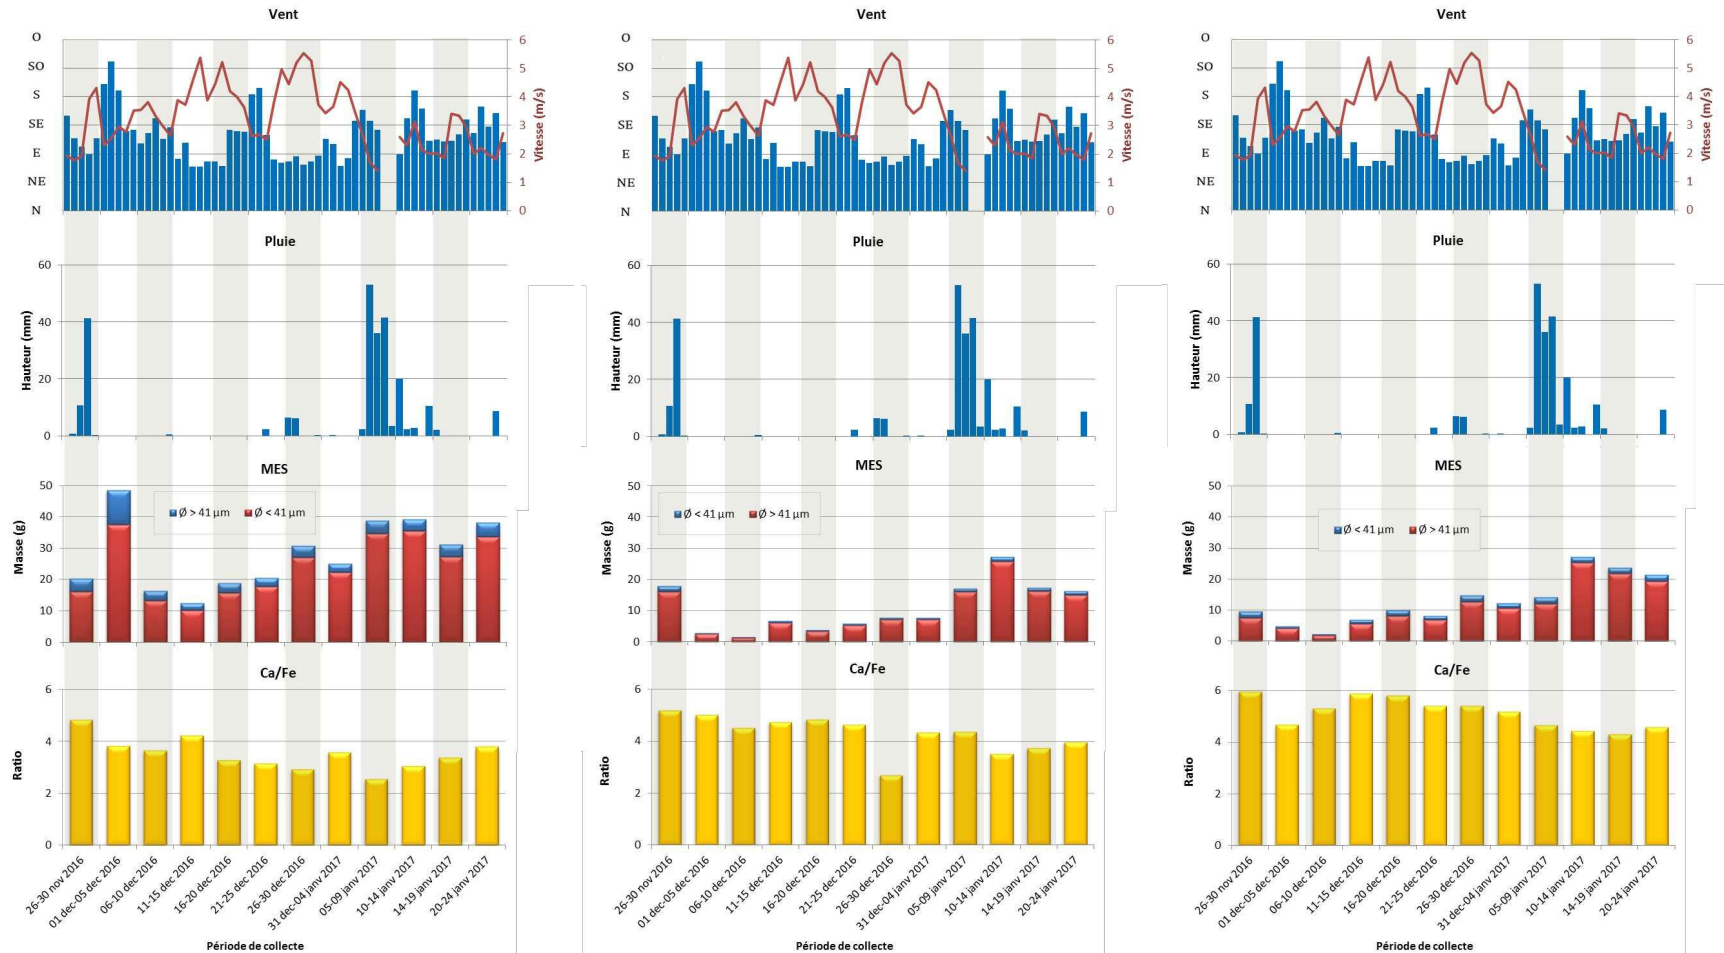 Vent
O
SO
S
SE
E
NE
N
6
5
4
3
2
1
0
Vitesse (m/s)
Pluie
Hauteur (mm)
60
40
20
0
MES
Masse (g)
50
40
30
20
10
0
Ø > 41 µm
Ø < 41 µm
Ca/Fe
Ratio
6
4
2
0
26-30 nov 2016
01 dec-05 dec 2016
06-10 dec 2016
11-15 dec 2016
16-20 dec 2016
21-25 dec 2016
26-30 dec 2016
31 dec-04 janv 2017
05-09 janv 2017
10-14 janv 2017
14-19 janv 2017
20-24 janv 2017
Période de collecte
Vent
O
SO
S
SE
E
NE
N
6
5
4
3
2
1
0
Vitesse (m/s)
Pluie
Hauteur (mm)
60
40
20
0
MES
Masse (g)
50
40
30
20
10
0
Ø < 41 µm
Ø > 41 µm
Ca/Fe
Ratio
6
4
2
0
26-30 nov 2016
01 dec-05 dec 2016
06-10 dec 2016
11-15 dec 2016
16-20 dec 2016
21-25 dec 2016
26-30 dec 2016
31 dec-04 janv 2017
05-09 janv 2017
10-14 janv 2017
14-19 janv 2017
20-24 janv 2017
Période de collecte
Vent
O
SO
S
SE
E
NE
N
6
5
4
3
2
1
0
Vitesse (m/s)
Pluie
Hauteur (mm)
60
40
20
0
MES
Masse (g)
50
40
30
20
10
0
Ø < 41 µm
Ø > 41 µm
Ca/Fe
Ratio
6
4
2
0
26-30 nov 2016
01 dec-05 dec 2016
06-10 dec 2016
11-15 dec 2016
16-20 dec 2016
21-25 dec 2016
26-30 dec 2016
31 dec-04 janv 2017
05-09 janv 2017
10-14 janv 2017
14-19 janv 2017
20-24 janv 2017
Période de collecte